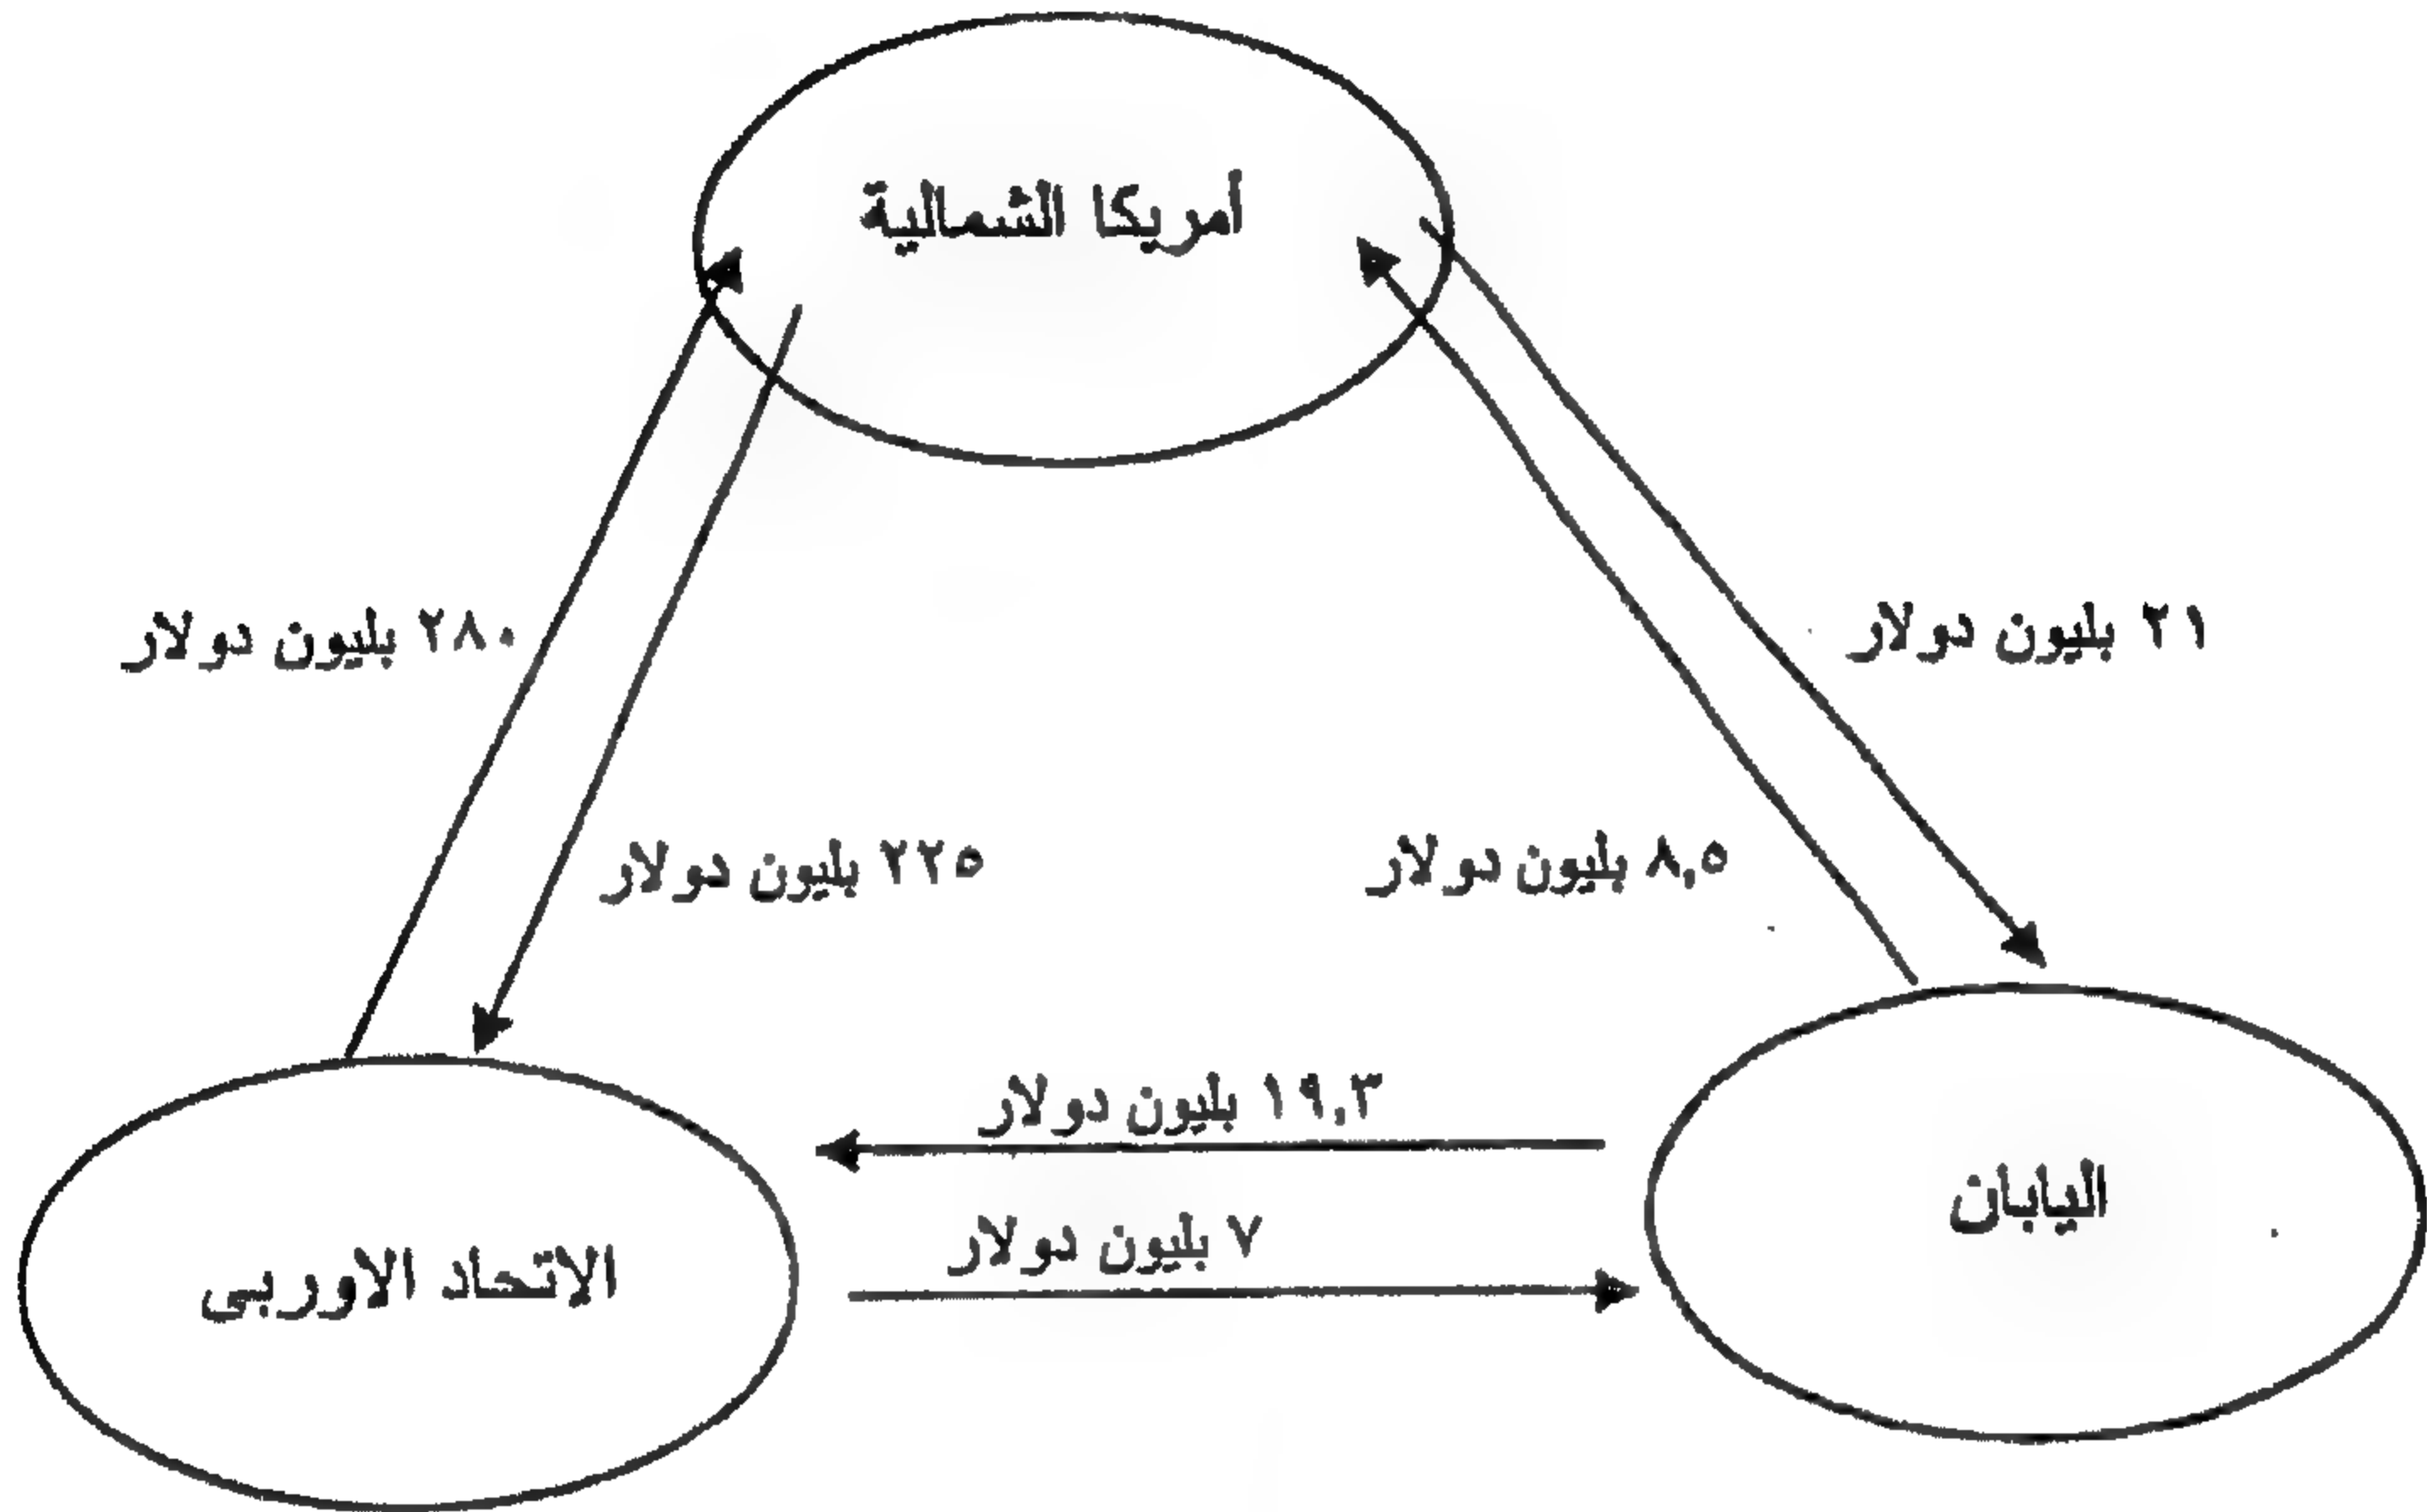 أمريكا الشمالية
٢٨٠ بليون دولار
٢١ بليون دولار
٢٢٥ بليون دولار
٨,٥ بليون دولار
١٩,٣ بليون دولار
٧ بليون دولار
اليابان
الاتحاد الاوربى